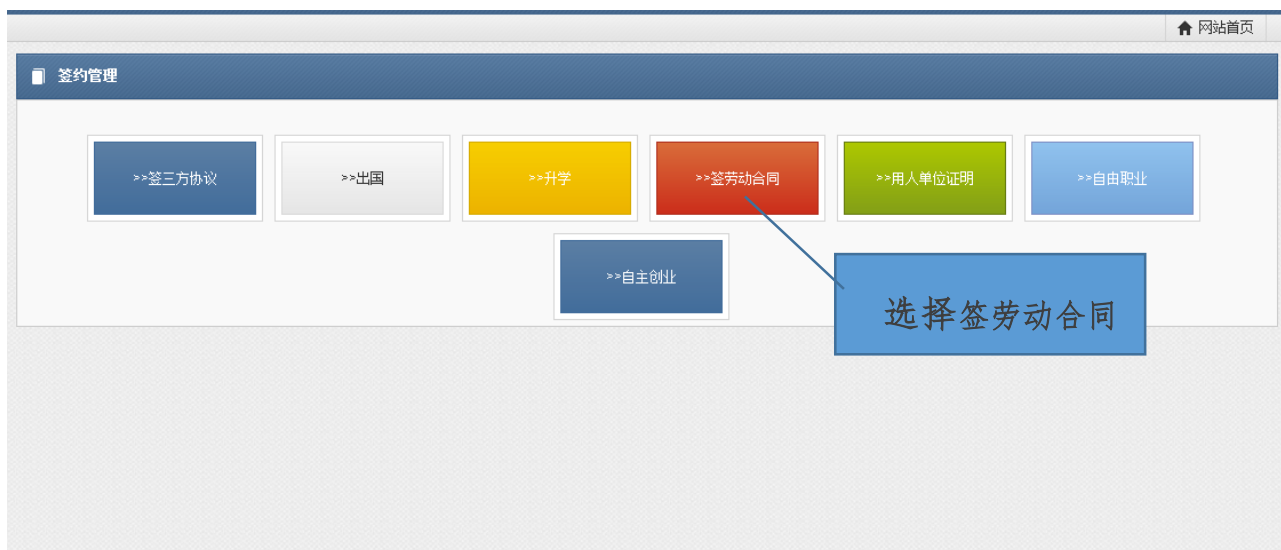 网站首页
签约管理
>>签三方协议
>>出国
>>升学
>>签劳动合同
>>用人单位证明
>>自由职业
>>自主创业
选择签劳动合同